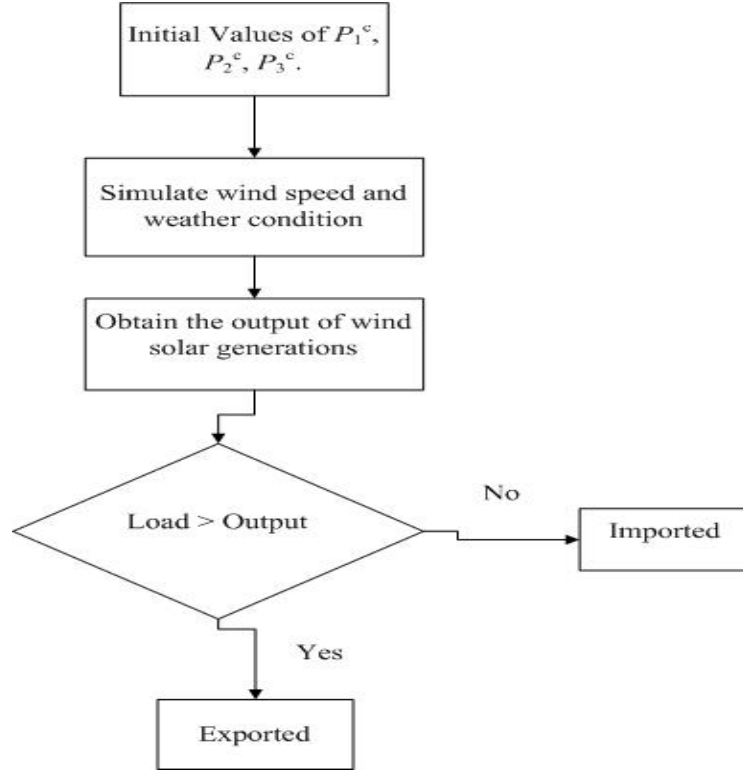 Initial Values of P₁ᶜ,
P₂ᶜ, P₃ᶜ.
Simulate wind speed and
weather condition
Obtain the output of wind
solar generations
Load > Output
No
Imported
Yes
Exported